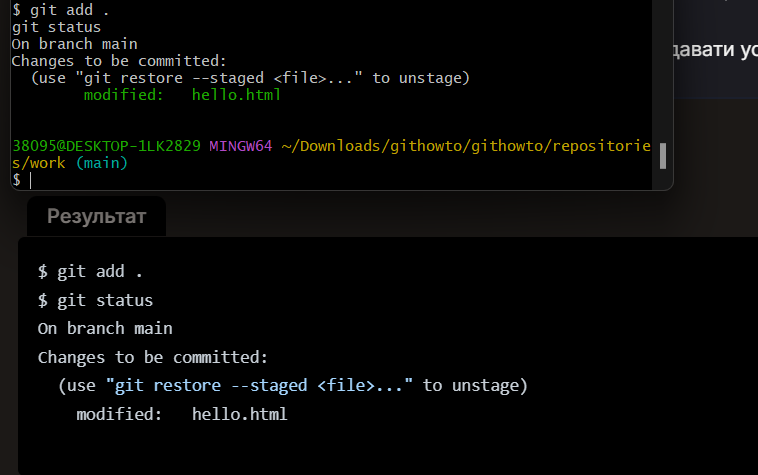 $ git add .
git status
On branch main
Changes to be committed:
  (use "git restore --staged <file>..." to unstage)
        modified:   hello.html
давати ус
38095@DESKTOP-1LK2829 MINGW64 ~/Downloads/githowto/githowto/repositorie
s/work (main)
$
Результат
$ git add .
$ git status
On branch main
Changes to be committed:
  (use "git restore --staged <file>..." to unstage)
    modified:   hello.html